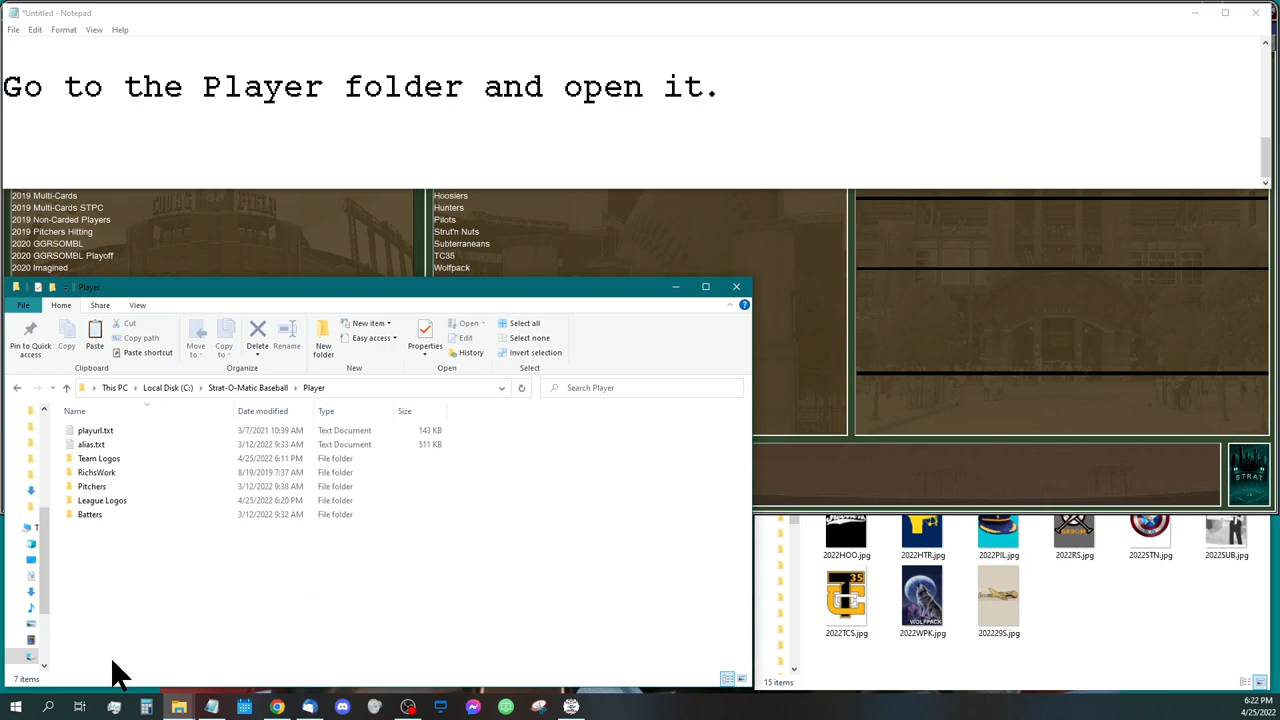 *Untitled - Notepad
File Edit Format View Help
Go to the Player folder and open it.
2019 Multi-Cards
2019 Multi-Cards STPC
2019 Non-Carded Players
2019 Pitchers Hitting
2020 GGRSOMBL
2020 GGRSOMBL Playoff
2020 Imagined
Hoosiers
Hunters
Pilots
Strut'n Nuts
Subterraneans
TC35
Wolfpack
STRAT
Player
File Home Share View
Pin to Quick access
Copy
Paste
Cut
Copy path
Paste shortcut
Clipboard
Move to
Copy to
Delete
Rename
Organize
New folder
New item
Easy access
New
Properties
Open
Edit
History
Open
Select all
Select none
Invert selection
Select
This PC > Local Disk (C:) > Strat-O-Matic Baseball > Player
Search Player
Name Date modified Type Size
playurl.txt 3/7/2021 10:39 AM Text Document 143 KB
alias.txt 3/12/2022 9:33 AM Text Document 511 KB
Team Logos 4/25/2022 6:11 PM File folder
RichsWork 8/19/2019 7:37 AM File folder
Pitchers 3/12/2022 9:38 AM File folder
League Logos 4/25/2022 6:20 PM File folder
Batters 3/12/2022 9:32 AM File folder
7 items
2022HOO.jpg 2022HTR.jpg 2022PIL.jpg 2022RS.jpg 2022STN.jpg 2022SUB.jpg
35
WOLFPACK
2022TCS.jpg 2022WPK.jpg 202229S.jpg
15 items
6:22 PM
4/25/2022